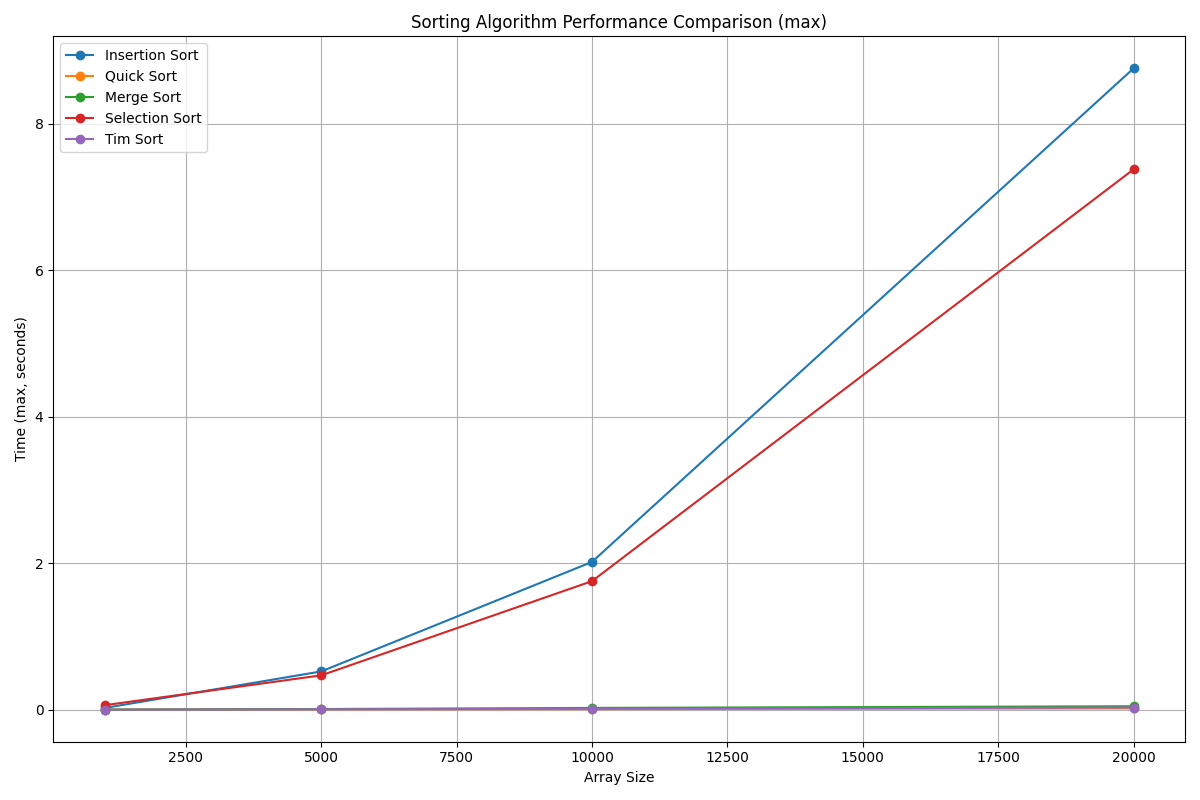 Sorting Algorithm Performance Comparison (max)
Insertion Sort
Quick Sort
Merge Sort
Selection Sort
Tim Sort
Time (max, seconds)
8
6
4
2
0
2500 5000 7500 10000 12500 15000 17500 20000
Array Size